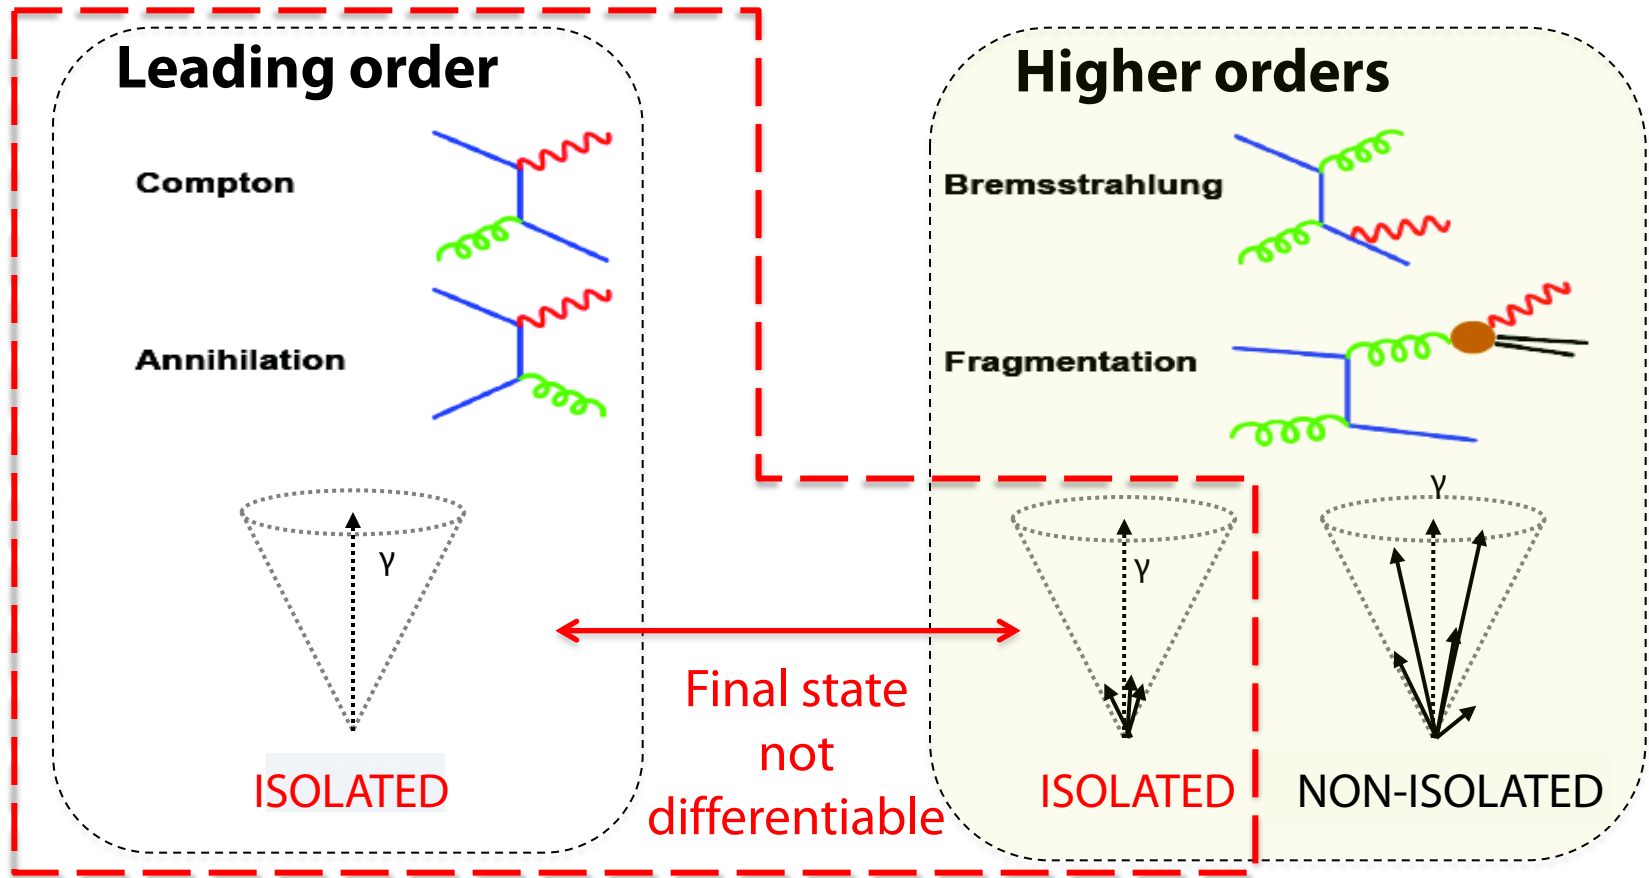 Leading order
Compton
Annihilation
γ
ISOLATED
Final state
not
differentiable
Higher orders
Bremsstrahlung
Fragmentation
γ
γ
ISOLATED
NON-ISOLATED